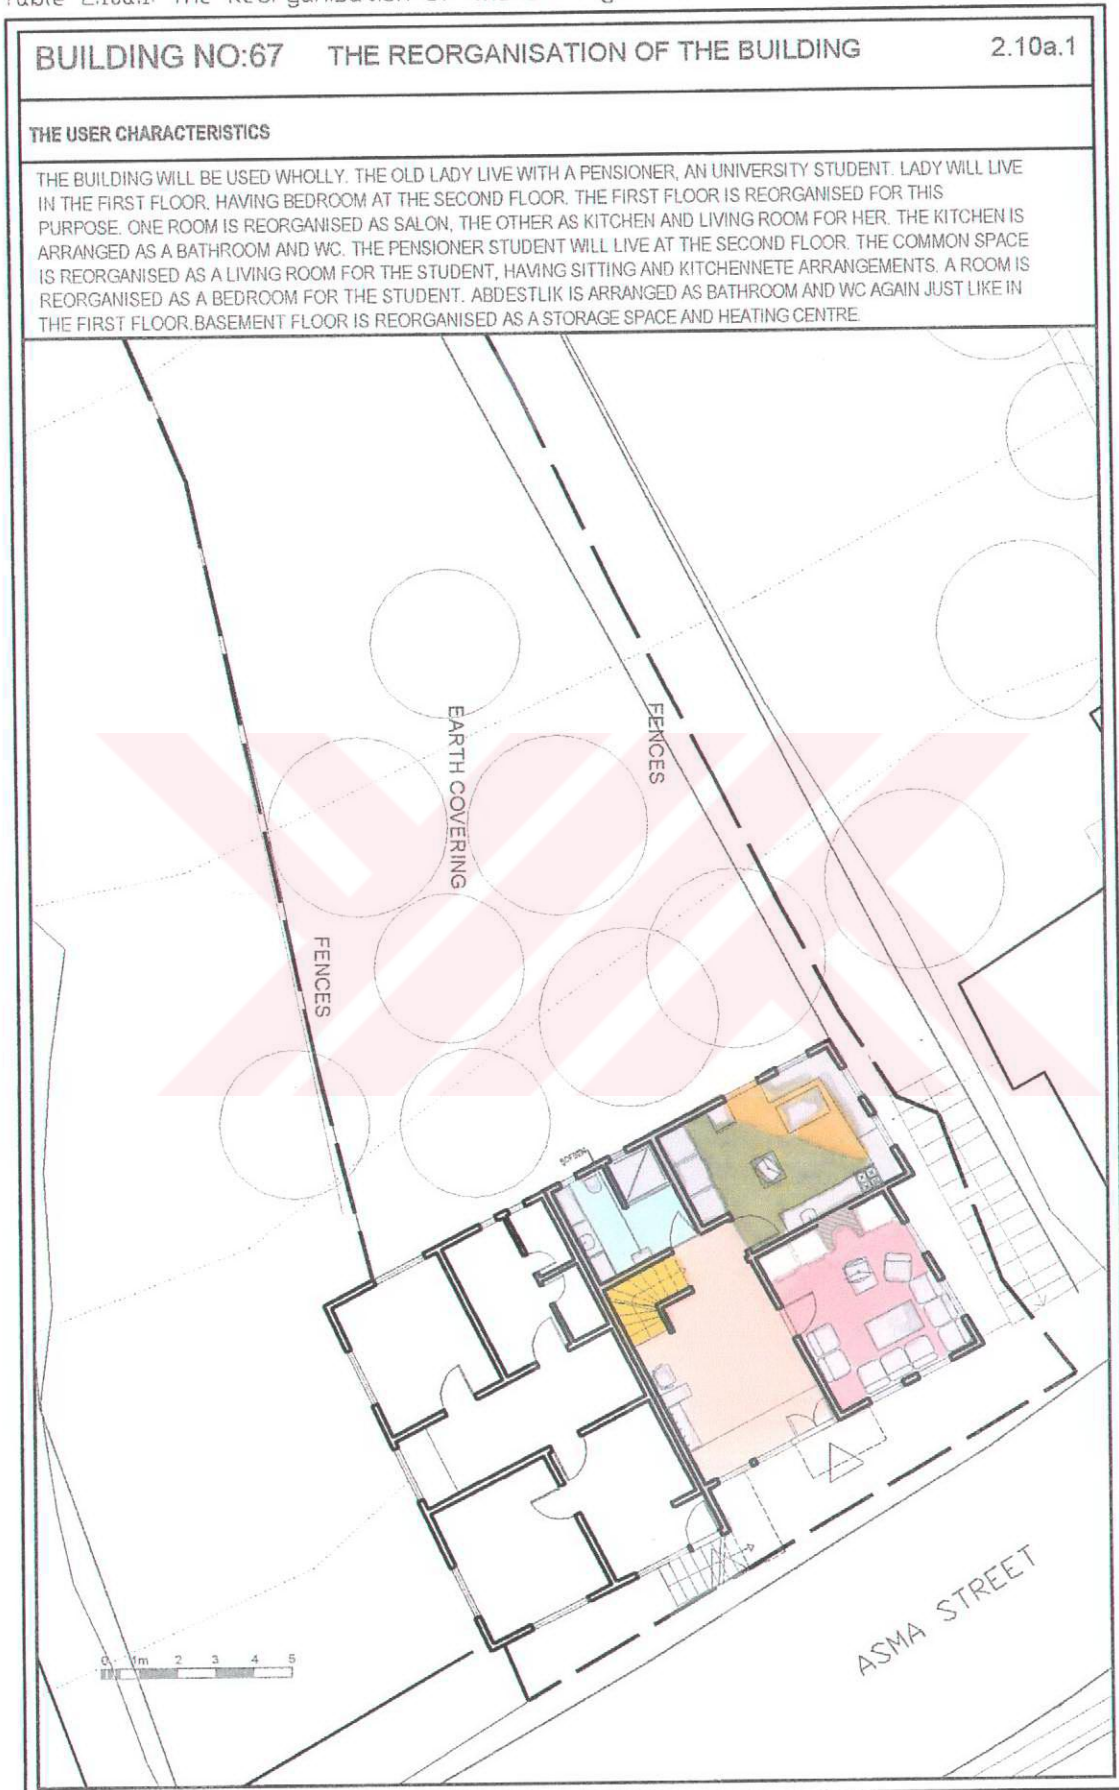 BUILDING NO:67 THE REORGANISATION OF THE BUILDING 2.10a.1
THE USER CHARACTERISTICS
THE BUILDING WILL BE USED WHOLLY. THE OLD LADY LIVE WITH A PENSIONER, AN UNIVERSITY STUDENT. LADY WILL LIVE
IN THE FIRST FLOOR, HAVING BEDROOM AT THE SECOND FLOOR. THE FIRST FLOOR IS REORGANISED FOR THIS
PURPOSE. ONE ROOM IS REORGANISED AS SALON, THE OTHER AS KITCHEN AND LIVING ROOM FOR HER. THE KITCHEN IS
ARRANGED AS A BATHROOM AND WC. THE PENSIONER STUDENT WILL LIVE AT THE SECOND FLOOR. THE COMMON SPACE
IS REORGANISED AS A LIVING ROOM FOR THE STUDENT, HAVING SITTING AND KITCHENNETE ARRANGEMENTS. A ROOM IS
REORGANISED AS A BEDROOM FOR THE STUDENT. ABDESTLIK IS ARRANGED AS BATHROOM AND WC AGAIN JUST LIKE IN
THE FIRST FLOOR.BASEMENT FLOOR IS REORGANISED AS A STORAGE SPACE AND HEATING CENTRE.
FENCES
EARTH COVERING
FENCES
ASMA STREET
0 1m 2 3 4 5